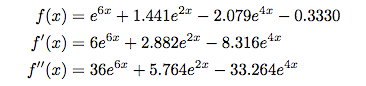 f(x) = e^{6x} + 1.441e^{2x} − 2.079e^{4x} − 0.3330
f′(x) = 6e^{6x} + 2.882e^{2x} − 8.316e^{4x}
f″(x) = 36e^{6x} + 5.764e^{2x} − 33.264e^{4x}